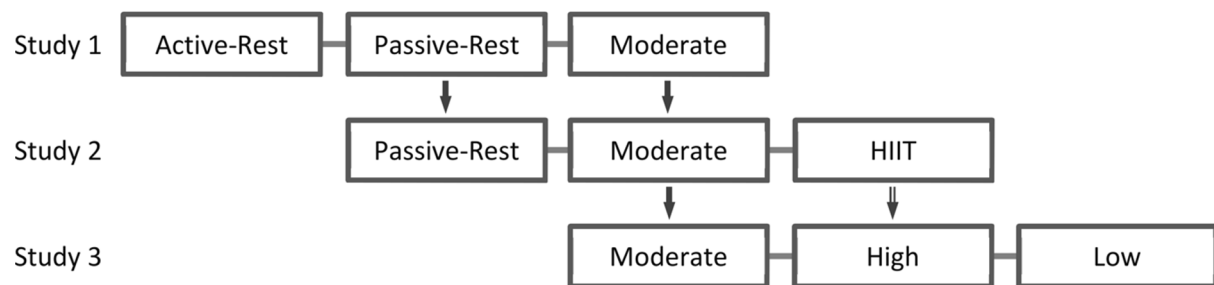 Study 1 Active-Rest Passive-Rest Moderate
Study 2 Passive-Rest Moderate HIIT
Study 3 Moderate High Low